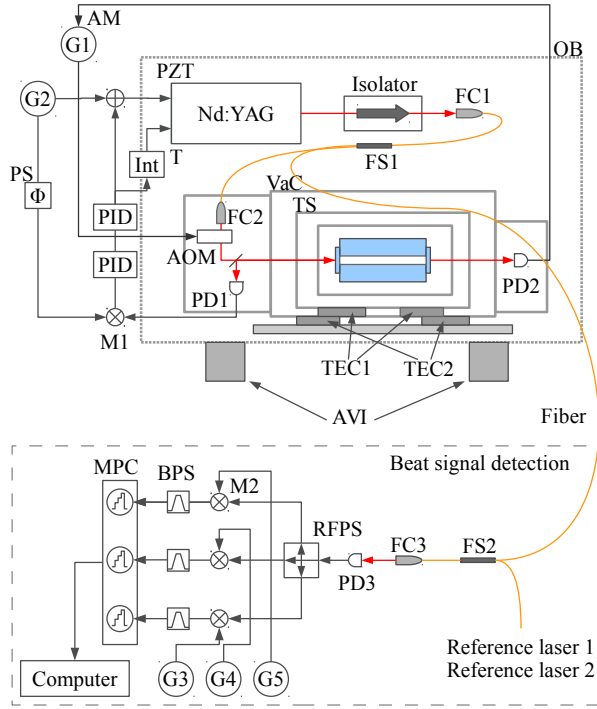 AM
G1
OB
PZT
Isolator
FC1
G2
Nd:YAG
T
Int
PS
Φ
FS1
VaC
PID
FC2
TS
AOM
PID
PD1
PD2
M1
TEC1
TEC2
AVI
Fiber
Beat signal detection
MPC
BPS
M2
RFPS
FC3
FS2
PD3
Reference laser 1
Reference laser 2
Computer
G3
G4
G5